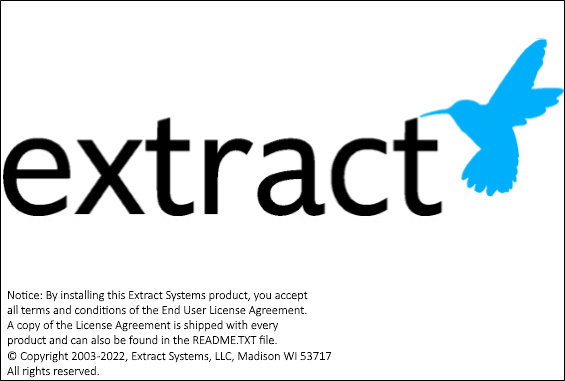 extract
Notice: By installing this Extract Systems product, you accept
all terms and conditions of the End User License Agreement.
A copy of the License Agreement is shipped with every
product and can also be found in the README.TXT file.
© Copyright 2003-2022, Extract Systems, LLC, Madison WI 53717
All rights reserved.